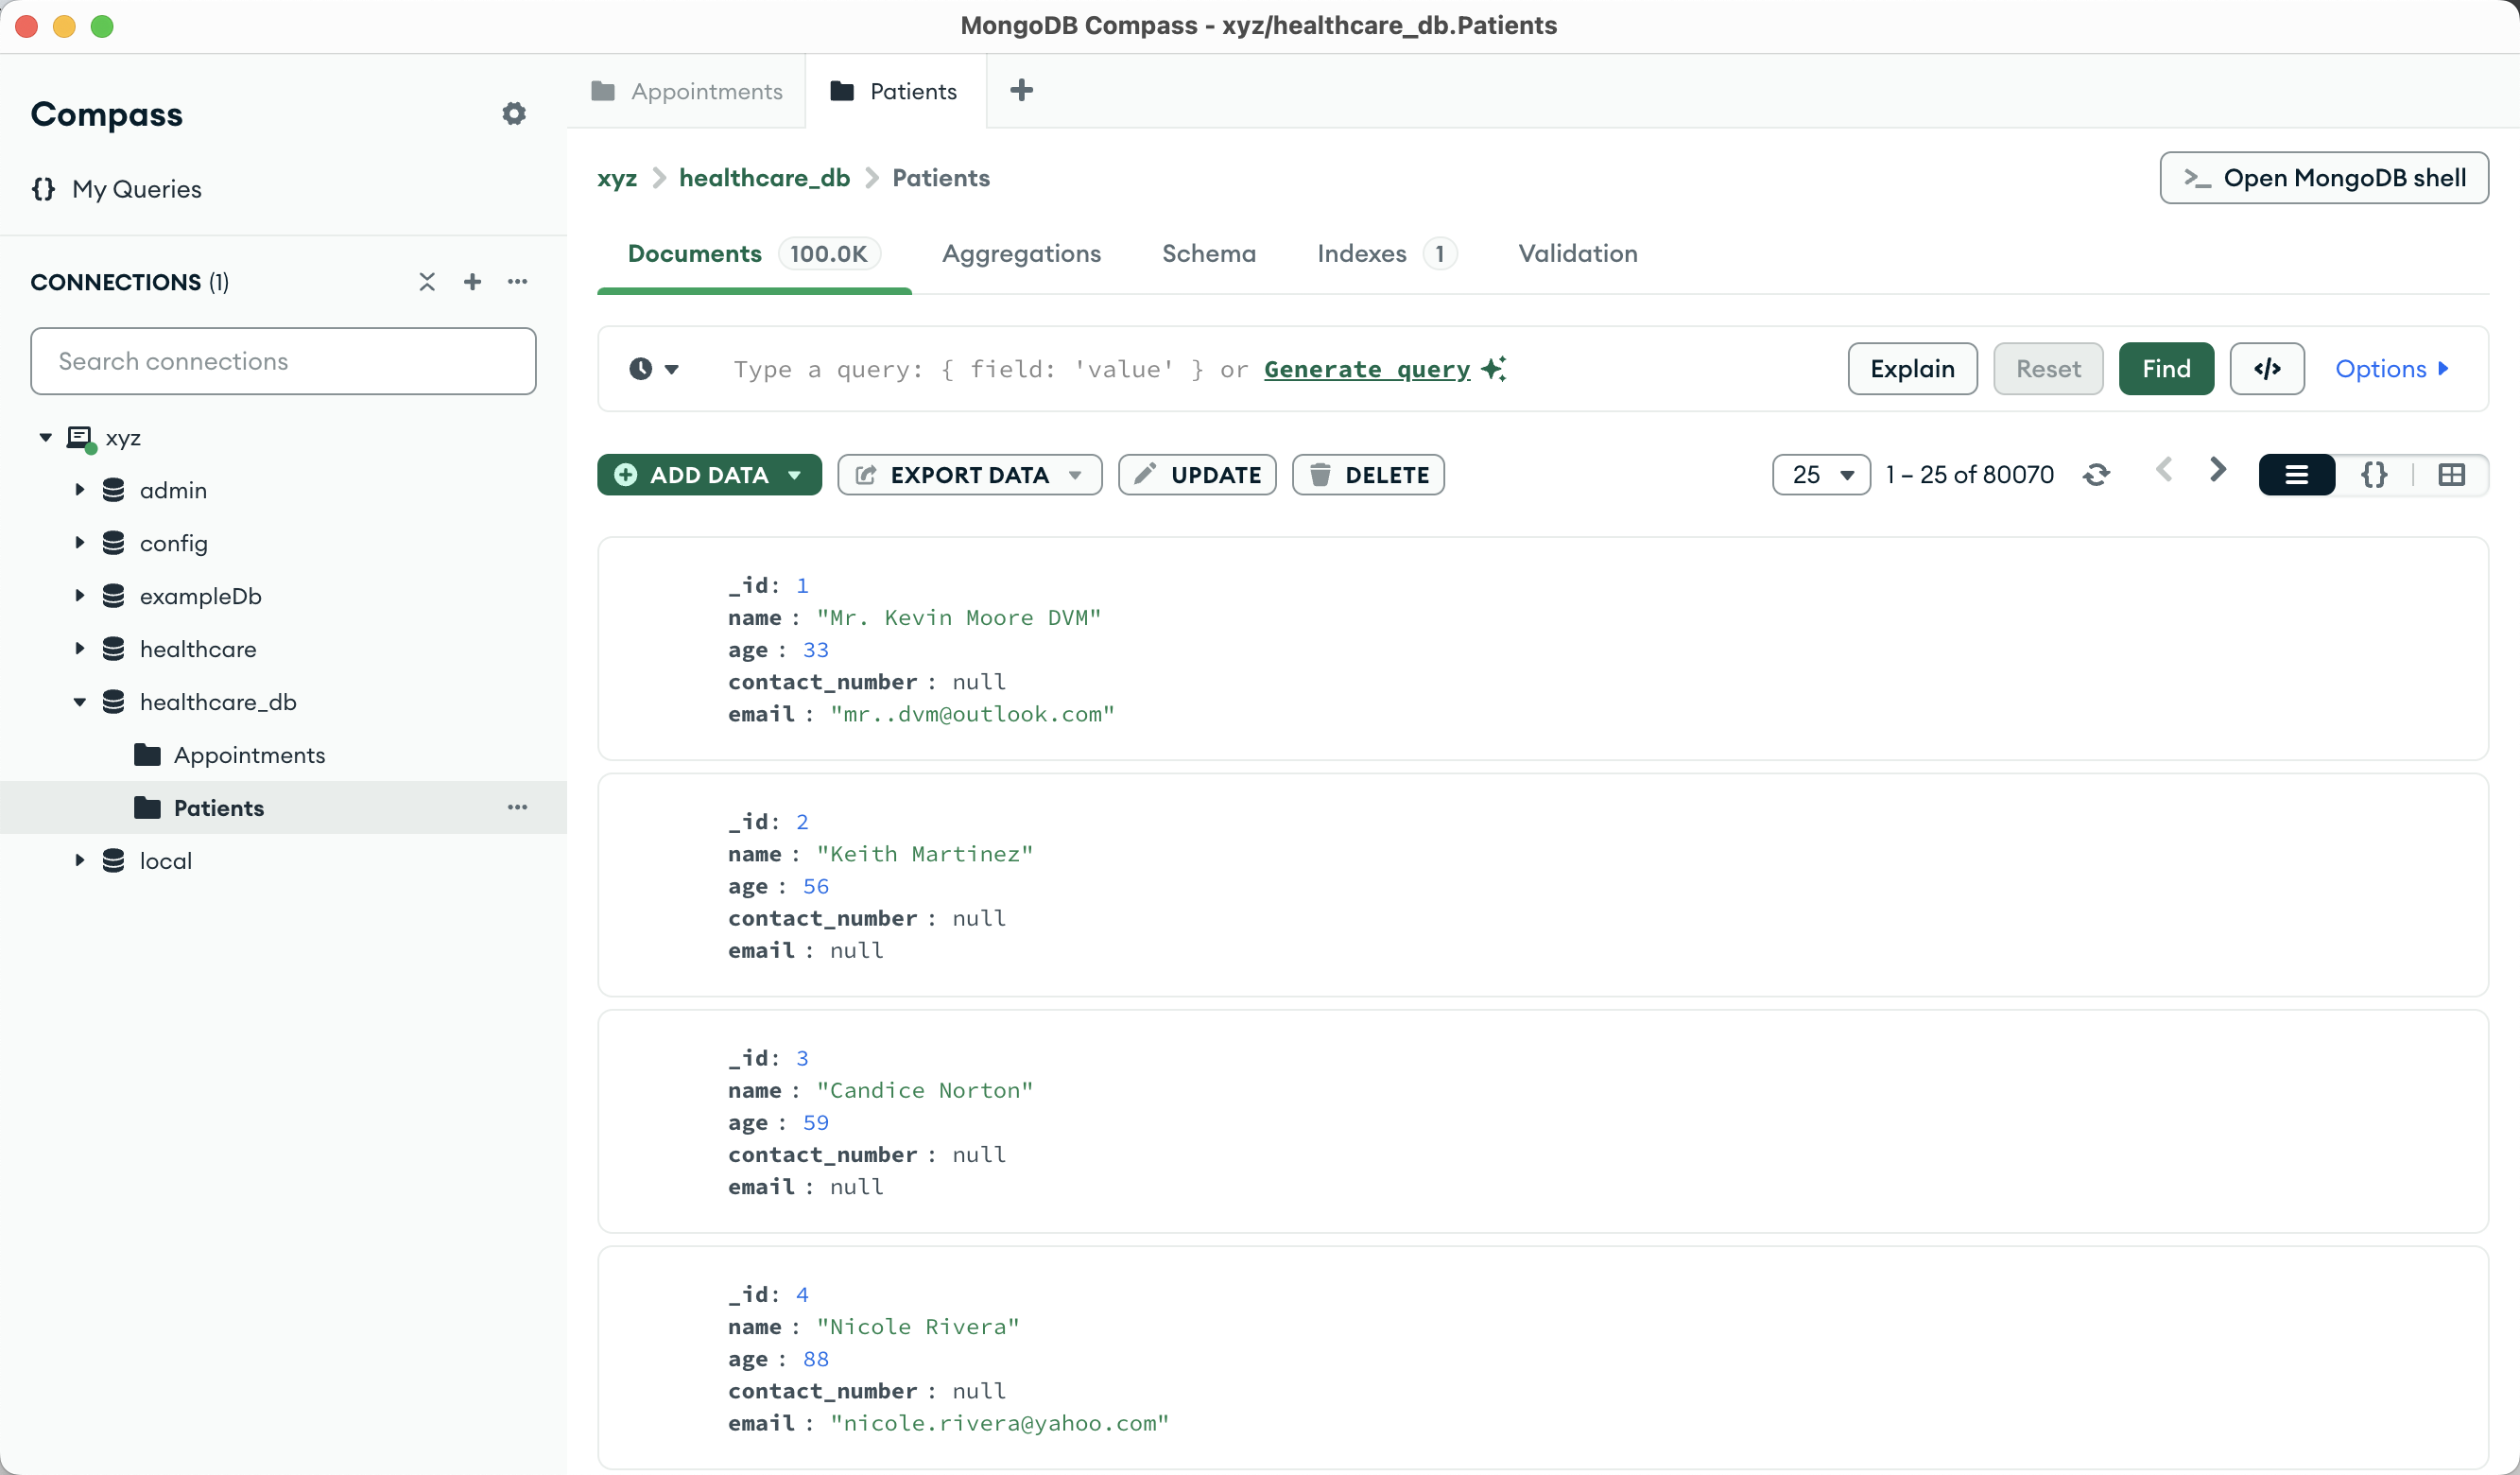 MongoDB Compass - xyz/healthcare_db.Patients
Compass
{} My Queries
CONNECTIONS (1)
Search connections
xyz
admin
config
exampleDb
healthcare
healthcare_db
Appointments
Patients
local
Appointments
Patients
xyz > healthcare_db > Patients
>_ Open MongoDB shell
Documents 100.0K Aggregations Schema Indexes 1 Validation
Type a query: { field: 'value' } or Generate query
Explain Reset Find </> Options
ADD DATA EXPORT DATA UPDATE DELETE
25 1 – 25 of 80070 {}
_id: 1
name : "Mr. Kevin Moore DVM"
age : 33
contact_number : null
email : "mr..dvm@outlook.com"
_id: 2
name : "Keith Martinez"
age : 56
contact_number : null
email : null
_id: 3
name : "Candice Norton"
age : 59
contact_number : null
email : null
_id: 4
name : "Nicole Rivera"
age : 88
contact_number : null
email : "nicole.rivera@yahoo.com"